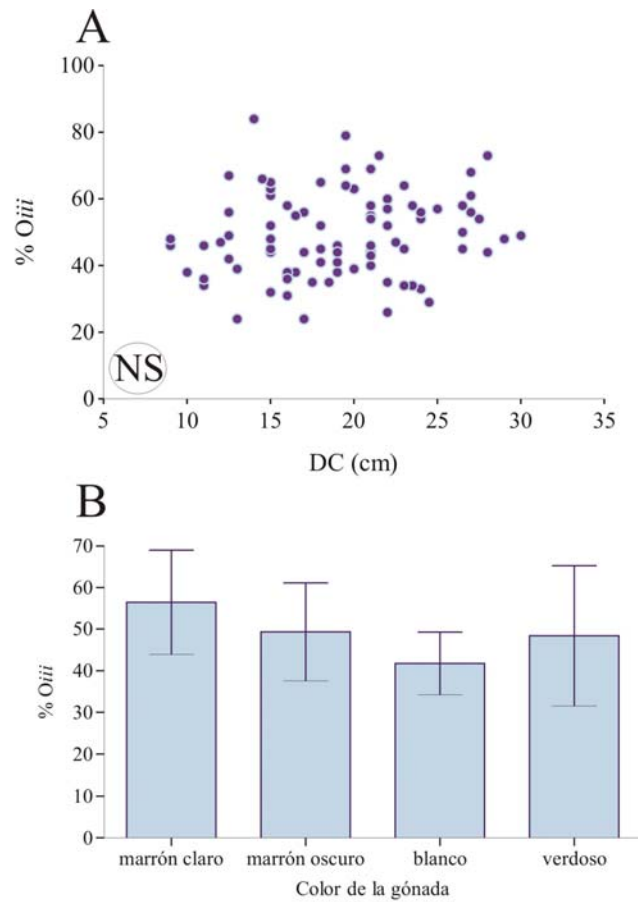 A
100
80
60
40
20
0
% Oiii
NS
5 10 15 20 25 30 35
DC (cm)
B
70
60
50
40
30
20
10
0
% Oiii
marrón claro marrón oscuro blanco verdoso
Color de la gónada